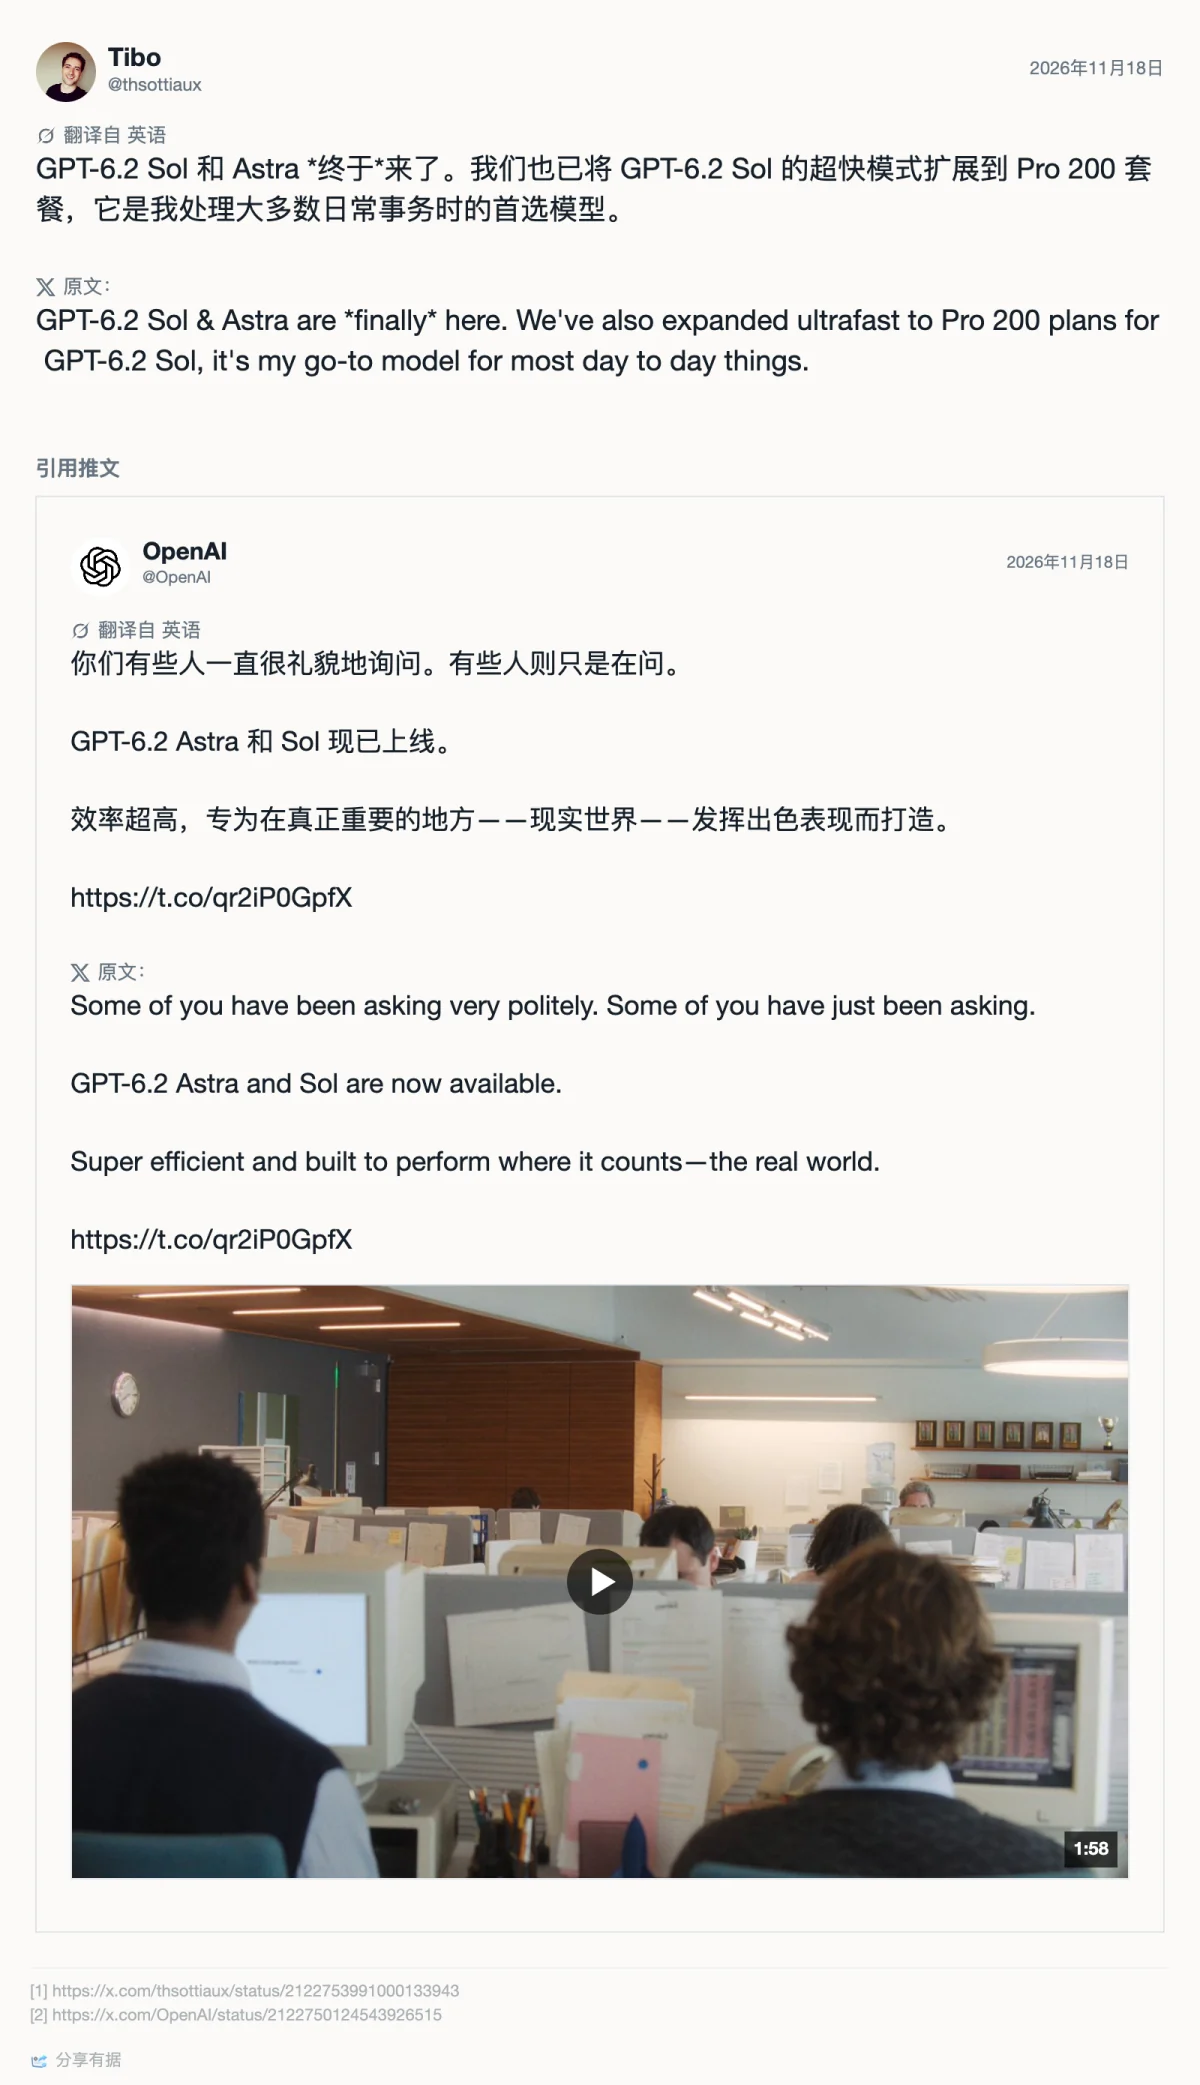 Tibo
@thsottiaux
2026年11月18日
翻译自 英语
GPT-6.2 Sol 和 Astra *终于*来了。我们也已将 GPT-6.2 Sol 的超快模式扩展到 Pro 200 套
餐，它是我处理大多数日常事务时的首选模型。
原文：
GPT-6.2 Sol & Astra are *finally* here. We've also expanded ultrafast to Pro 200 plans for
GPT-6.2 Sol, it's my go-to model for most day to day things.
引用推文
OpenAI
@OpenAI
2026年11月18日
翻译自 英语
你们有些人一直很礼貌地询问。有些人则只是在问。
GPT-6.2 Astra 和 Sol 现已上线。
效率超高，专为在真正重要的地方——现实世界——发挥出色表现而打造。
https://t.co/qr2iP0GpfX
原文：
Some of you have been asking very politely. Some of you have just been asking.
GPT-6.2 Astra and Sol are now available.
Super efficient and built to perform where it counts—the real world.
https://t.co/qr2iP0GpfX
1:58
[1] https://x.com/thsottiaux/status/2122753991000133943
[2] https://x.com/OpenAI/status/2122750124543926515
分享有据